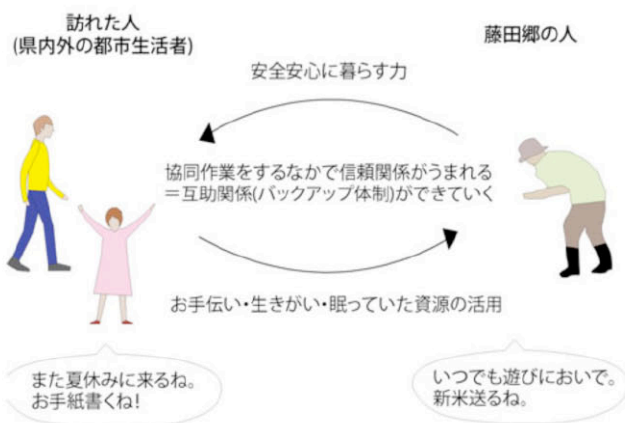 訪れた人
(県内外の都市生活者)
藤田郷の人
安全安心に暮らす力
協同作業をするなかで信頼関係がうまれる
＝互助関係(バックアップ体制)ができていく
お手伝い・生きがい・眠っていた資源の活用
また夏休みに来るね。
お手紙書くね!
いつでも遊びにおいで。
新米送るね。